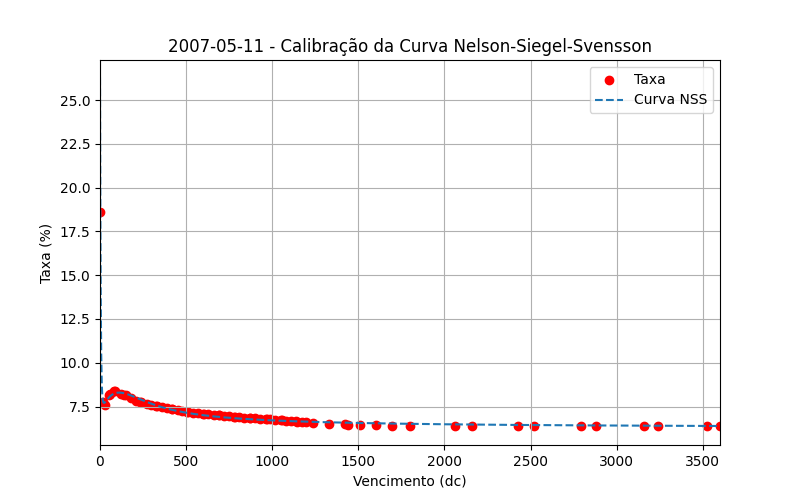 2007-05-11 - Calibração da Curva Nelson-Siegel-Svensson
Taxa
Curva NSS
Taxa (%)
25.0
22.5
20.0
17.5
15.0
12.5
10.0
7.5
0 500 1000 1500 2000 2500 3000 3500
Vencimento (dc)